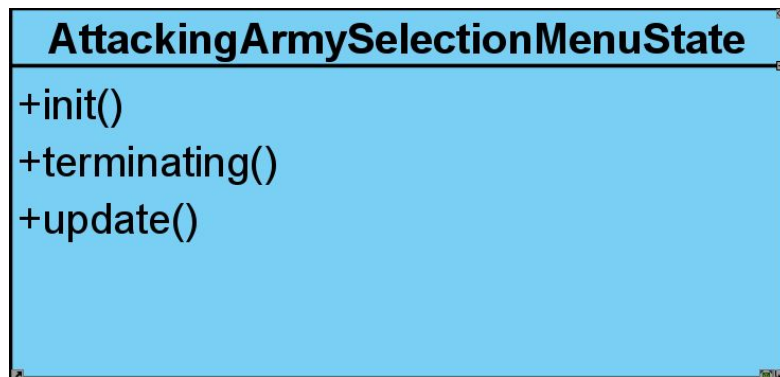 AttackingArmySelectionMenuState
+init()
+terminating()
+update()